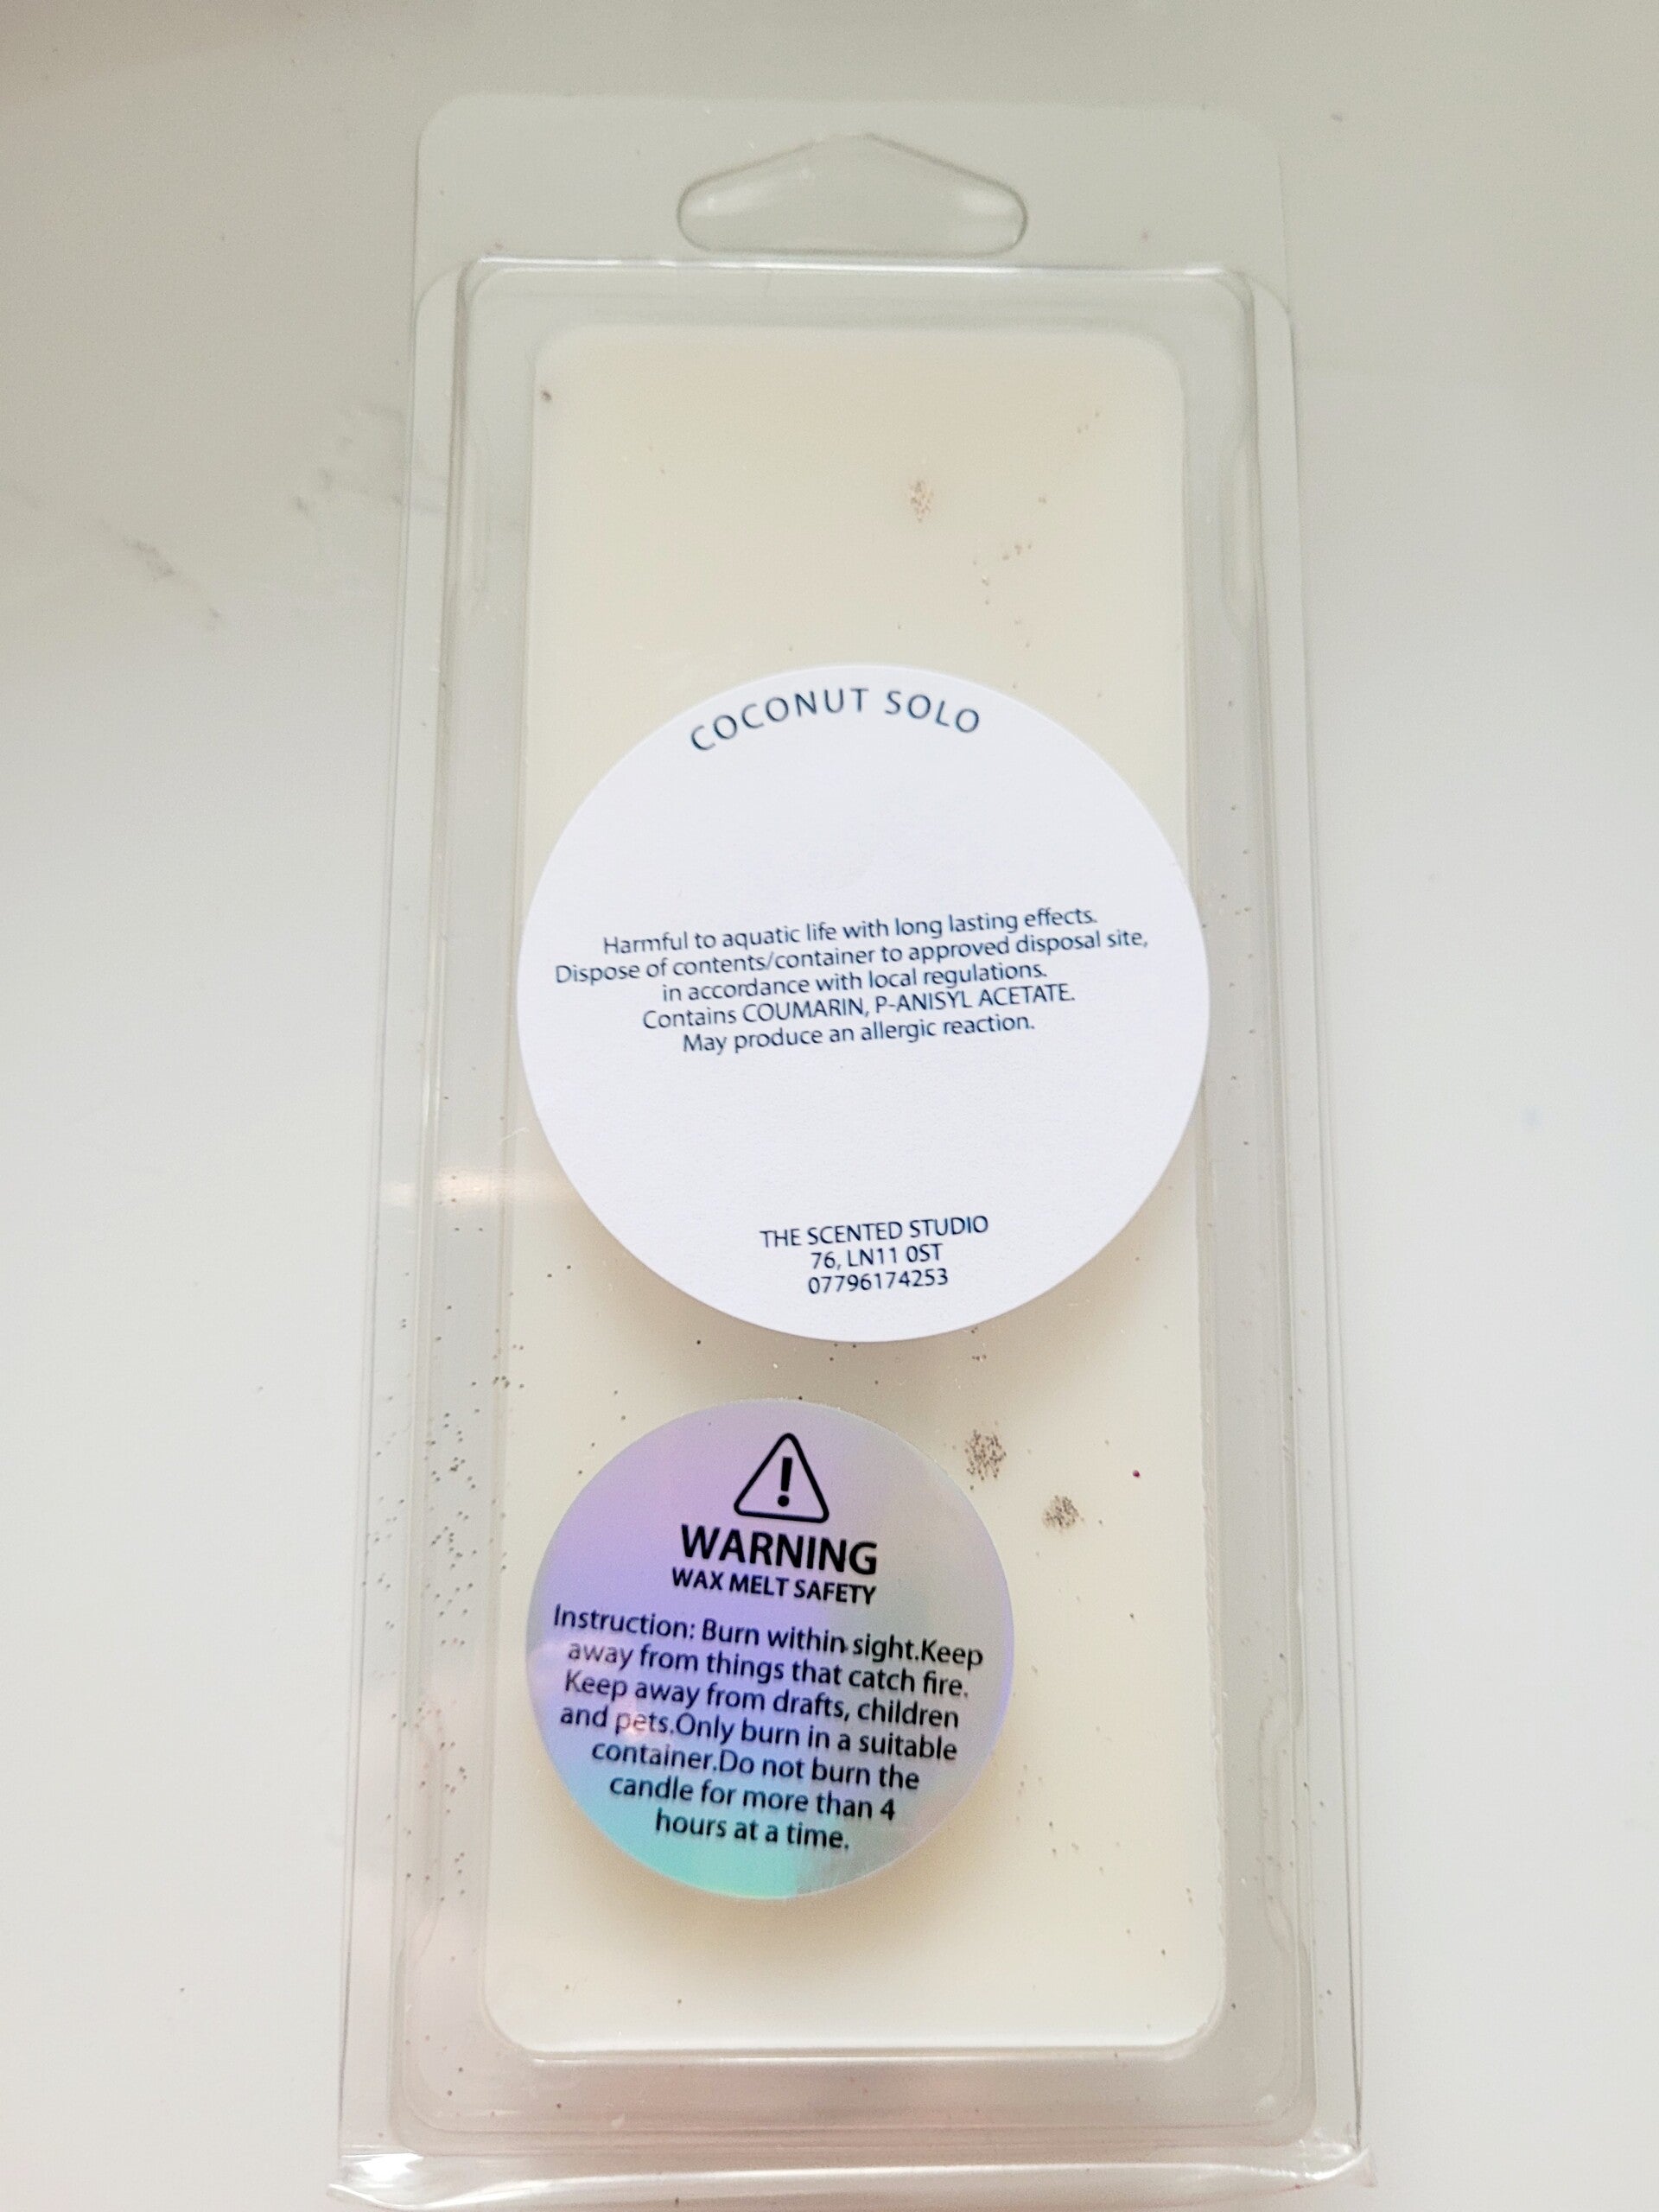 COCONUT SOLO
Harmful to aquatic life with long lasting effects.
Dispose of contents/container to approved disposal site,
in accordance with local regulations.
Contains COUMARIN, P-ANISYL ACETATE.
May produce an allergic reaction.
THE SCENTED STUDIO
76, LN11 0ST
07796174253
!
WARNING
WAX MELT SAFETY
Instruction: Burn within sight.Keep
away from things that catch fire.
Keep away from drafts, children
and pets.Only burn in a suitable
container.Do not burn the
candle for more than 4
hours at a time.